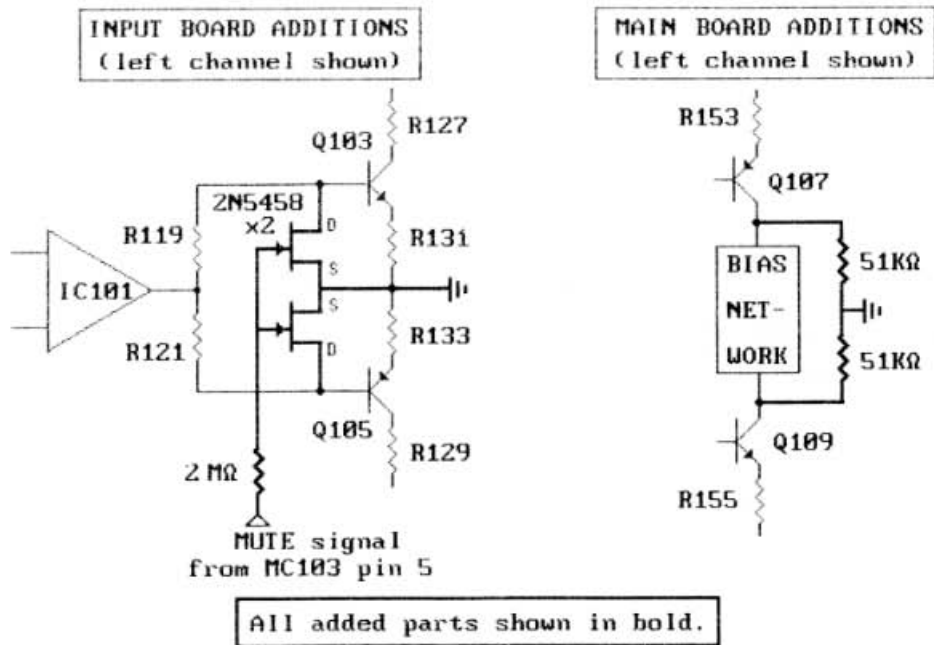 INPUT BOARD ADDITIONS
(left channel shown)
MAIN BOARD ADDITIONS
(left channel shown)
R127
Q103
2N5458
x2
D
R119
R131
S
IC101
S
R121
R133
D
Q105
R129
2 MΩ
MUTE signal
from MC103 pin 5
R153
Q107
BIAS
NET-
WORK
51KΩ
51KΩ
Q109
R155
All added parts shown in bold.